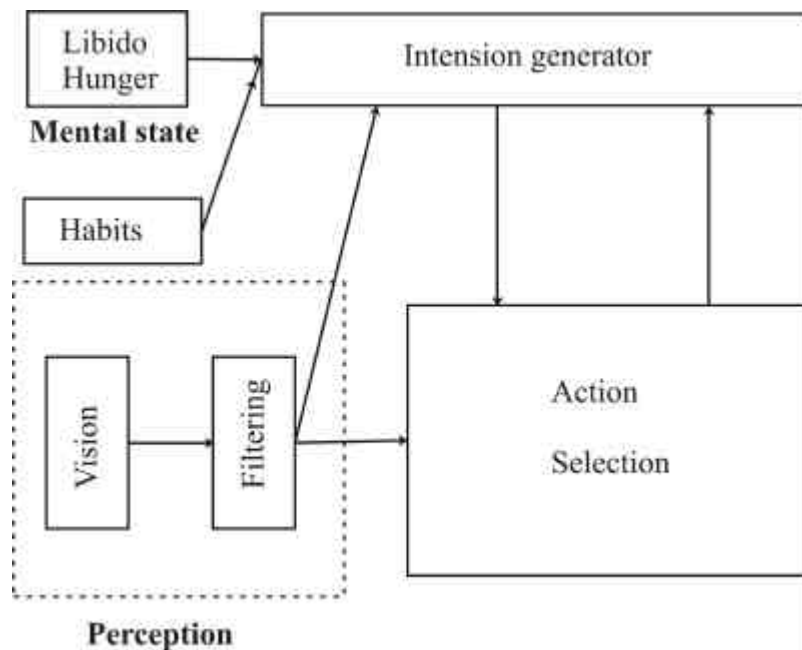 Libido
Hunger
Intension generator
Mental state
Habits
Vision
Filtering
Action
Selection
Perception